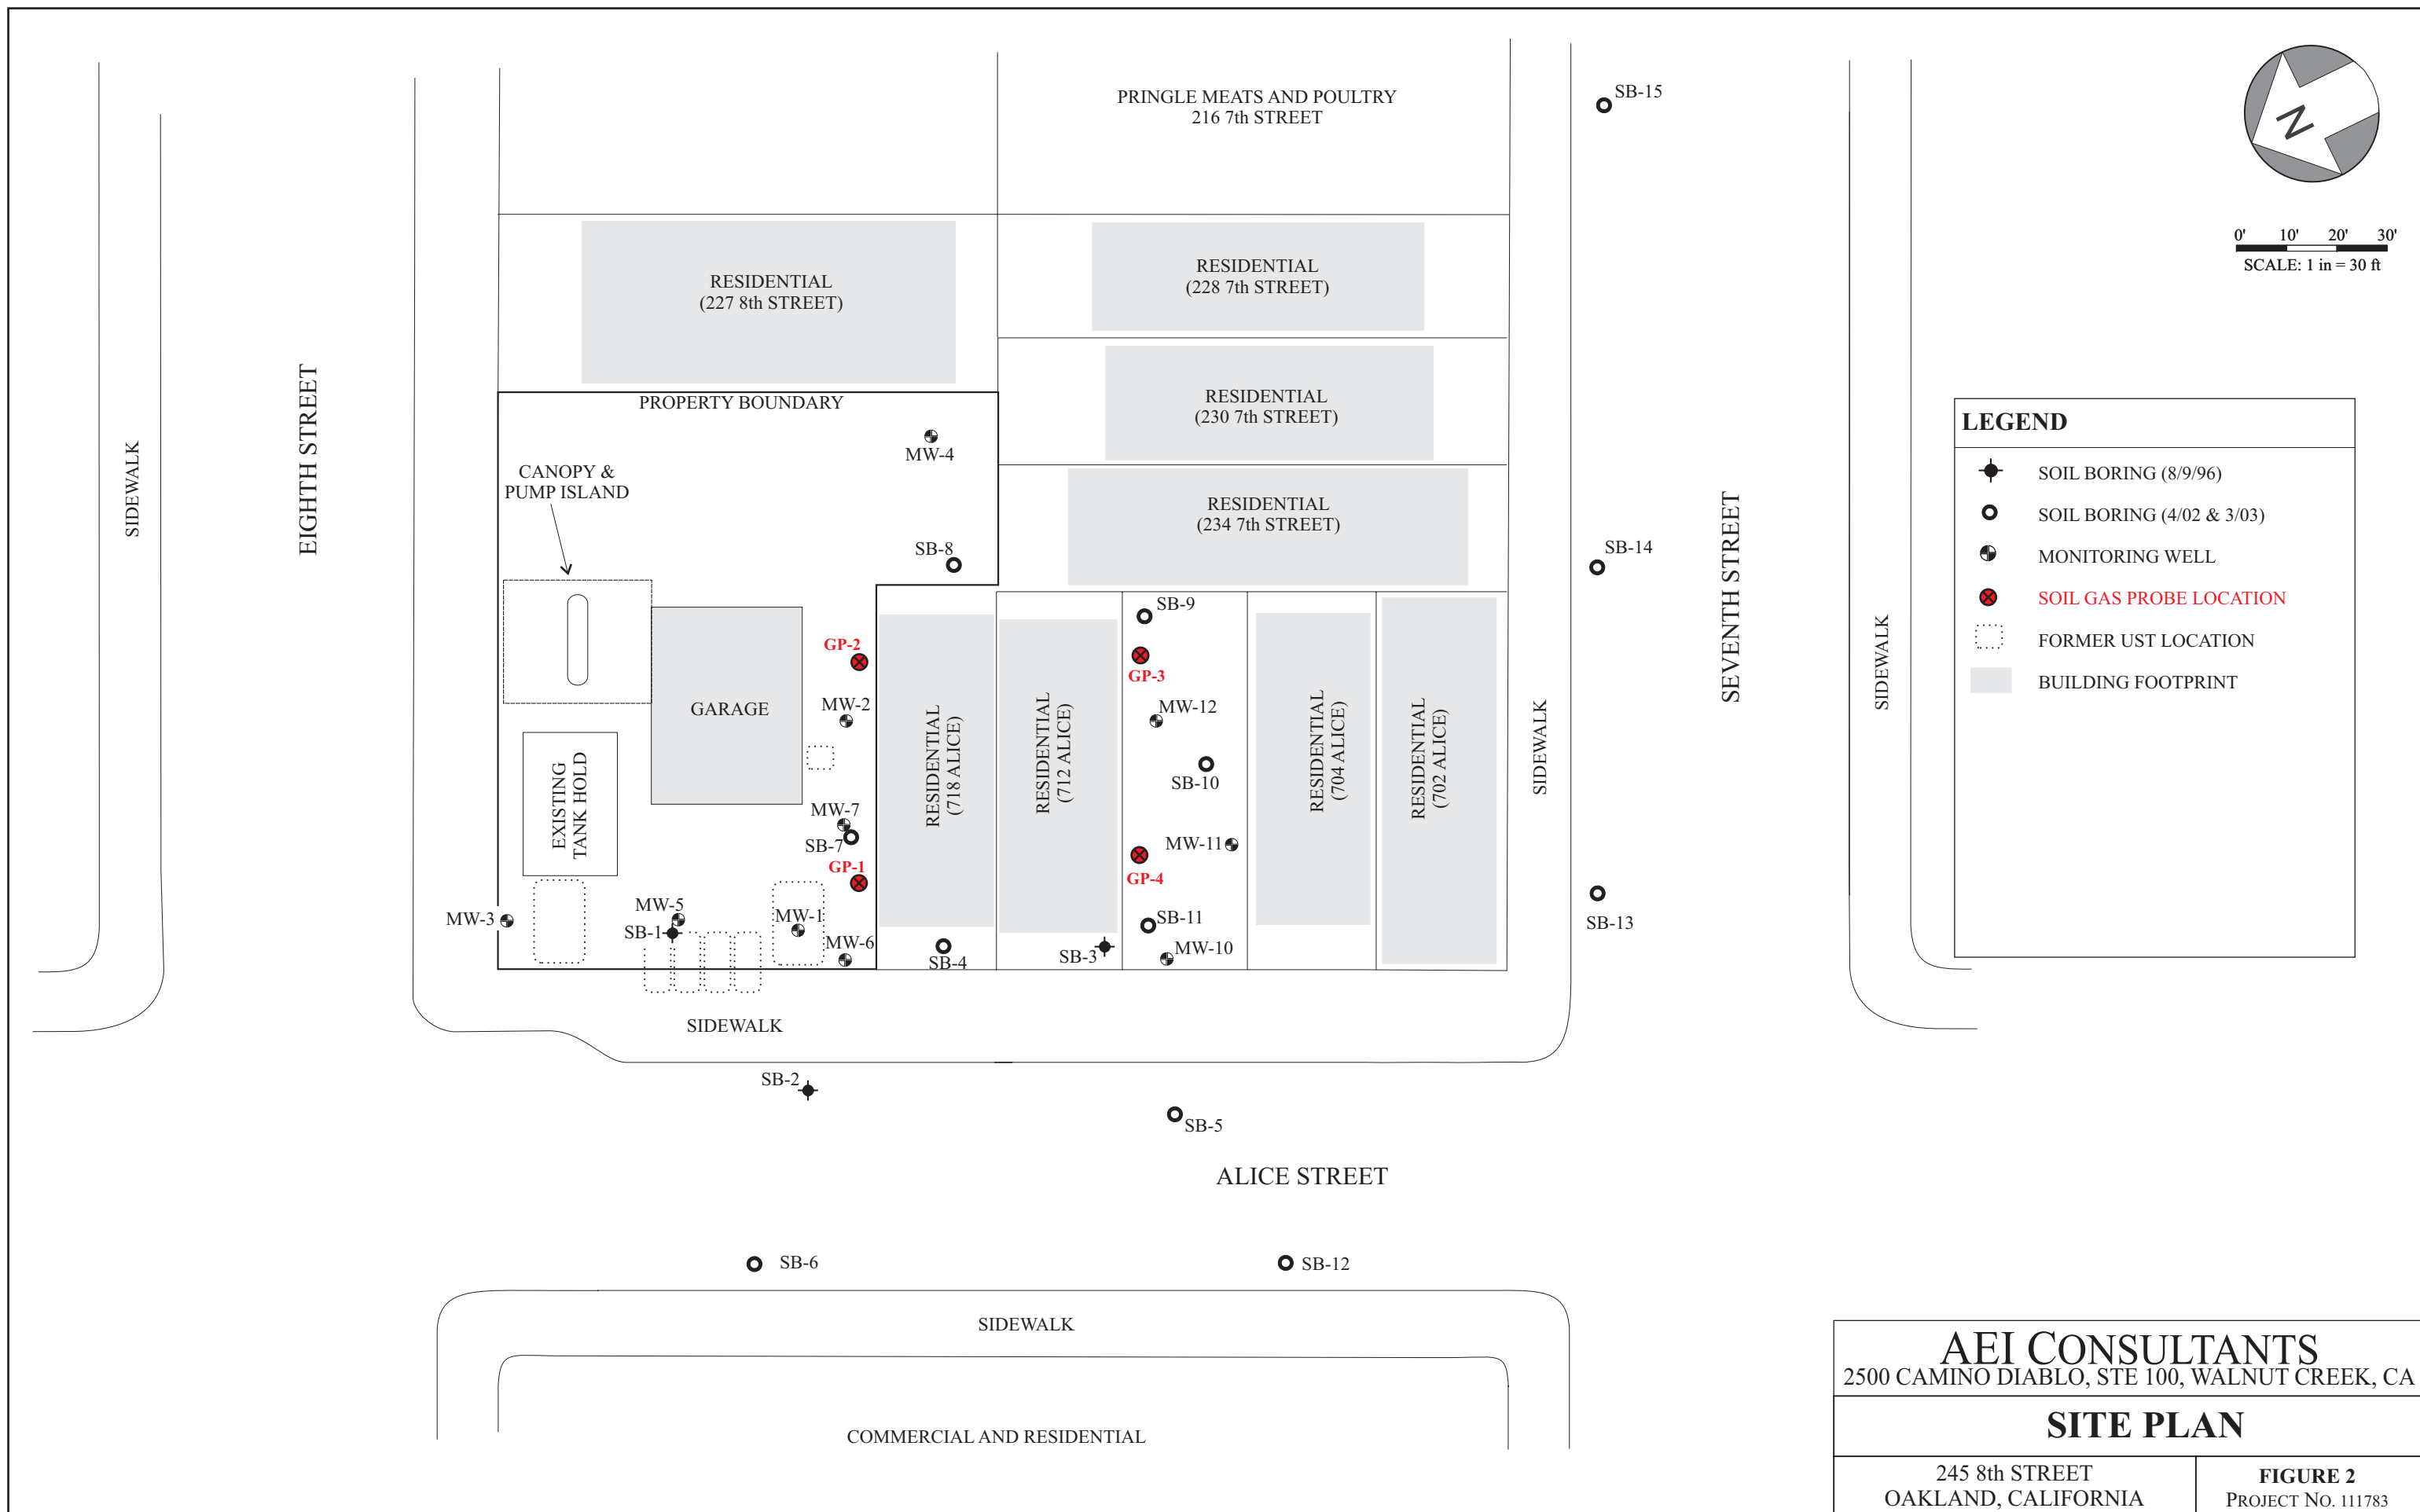 PRINGLE MEATS AND POULTRY
216 7th STREET
SB-15
N
0' 10' 20' 30'
SCALE: 1 in = 30 ft
RESIDENTIAL
(227 8th STREET)
RESIDENTIAL
(228 7th STREET)
RESIDENTIAL
(230 7th STREET)
RESIDENTIAL
(234 7th STREET)
PROPERTY BOUNDARY
MW-4
CANOPY &
PUMP ISLAND
SIDEWALK
EIGHTH STREET
SB-8
SB-14
SEVENTH STREET
SIDEWALK
SIDEWALK
LEGEND
SOIL BORING (8/9/96)
SOIL BORING (4/02 & 3/03)
MONITORING WELL
SOIL GAS PROBE LOCATION
FORMER UST LOCATION
BUILDING FOOTPRINT
SB-9
GP-2
GP-3
MW-2
MW-12
GARAGE
RESIDENTIAL
(718 ALICE)
RESIDENTIAL
(712 ALICE)
RESIDENTIAL
(704 ALICE)
RESIDENTIAL
(702 ALICE)
EXISTING
TANK HOLD
SB-10
MW-7
SB-7
MW-11
GP-1
GP-4
MW-3
MW-5
SB-1
MW-1
MW-6
SB-4
SB-3
SB-11
MW-10
SB-13
SIDEWALK
SB-2
SB-5
ALICE STREET
SB-6
SB-12
SIDEWALK
COMMERCIAL AND RESIDENTIAL
AEI CONSULTANTS
2500 CAMINO DIABLO, STE 100, WALNUT CREEK, CA
SITE PLAN
245 8th STREET
OAKLAND, CALIFORNIA
FIGURE 2
PROJECT NO. 111783